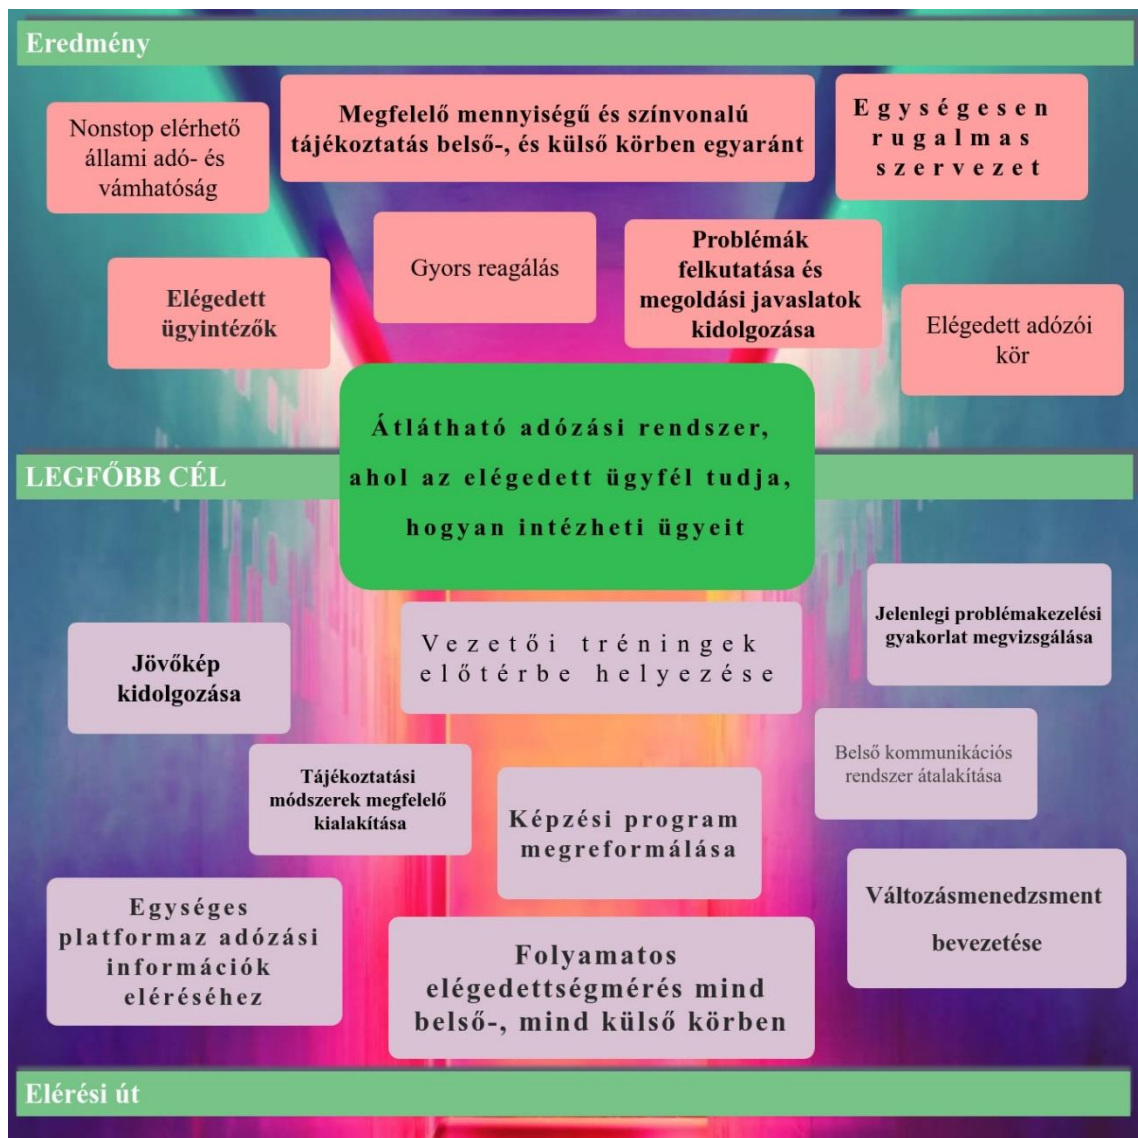 Eredmény
Nonstop elérhető
állami adó- és
vámhatóság
Megfelelő mennyiségű és színvonalú
tájékoztatás belső-, és külső körben egyaránt
Egységesen
rugalmas
szervezet
Elégedett
ügyintézők
Gyors reagálás
Problémák
felkutatása és
megoldási javaslatok
kidolgozása
Elégedett adózói
kör
LEGFŐBB CÉL
Átlátható adózási rendszer,
ahol az elégedett ügyfél tudja,
hogyan intézheti ügyeit
Jövőkép
kidolgozása
Vezetői tréningek
előtérbe helyezése
Jelenlegi problémakezelési
gyakorlat megvizsgálása
Tájékoztatási
módszerek megfelelő
kialakítása
Képzési program
megreformálása
Belső kommunikációs
rendszer átalakítása
Egységes
platformaz adózási
információk
eléréséhez
Folyamatos
elégedettségmérés mind
belső-, mind külső körben
Változásmenedzsment
bevezetése
Elérési út